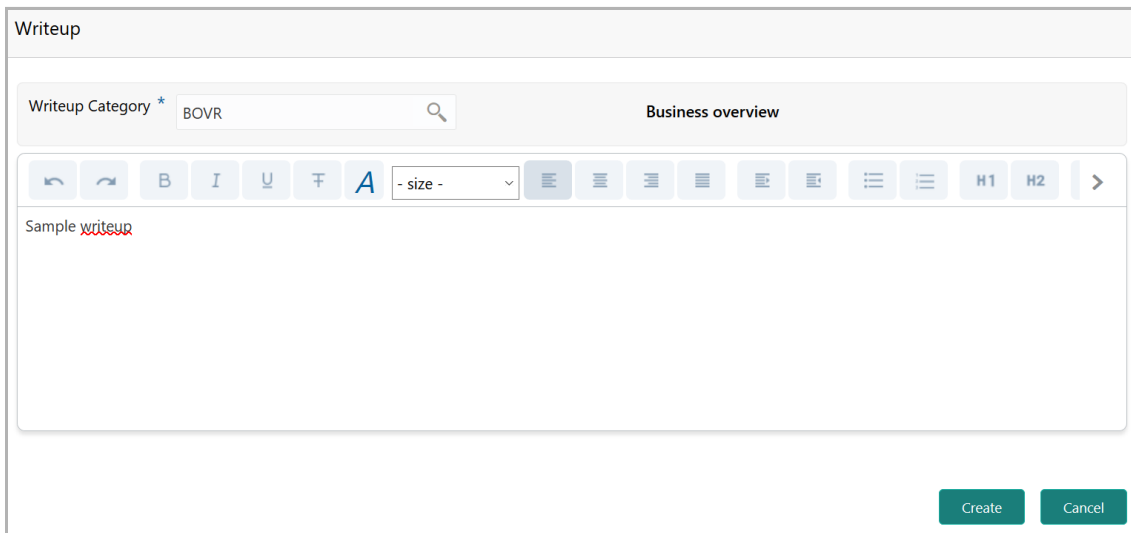 Writeup
Writeup Category * BOVR Business overview
B I U T A - size - H1 H2
Sample writeup
Create Cancel